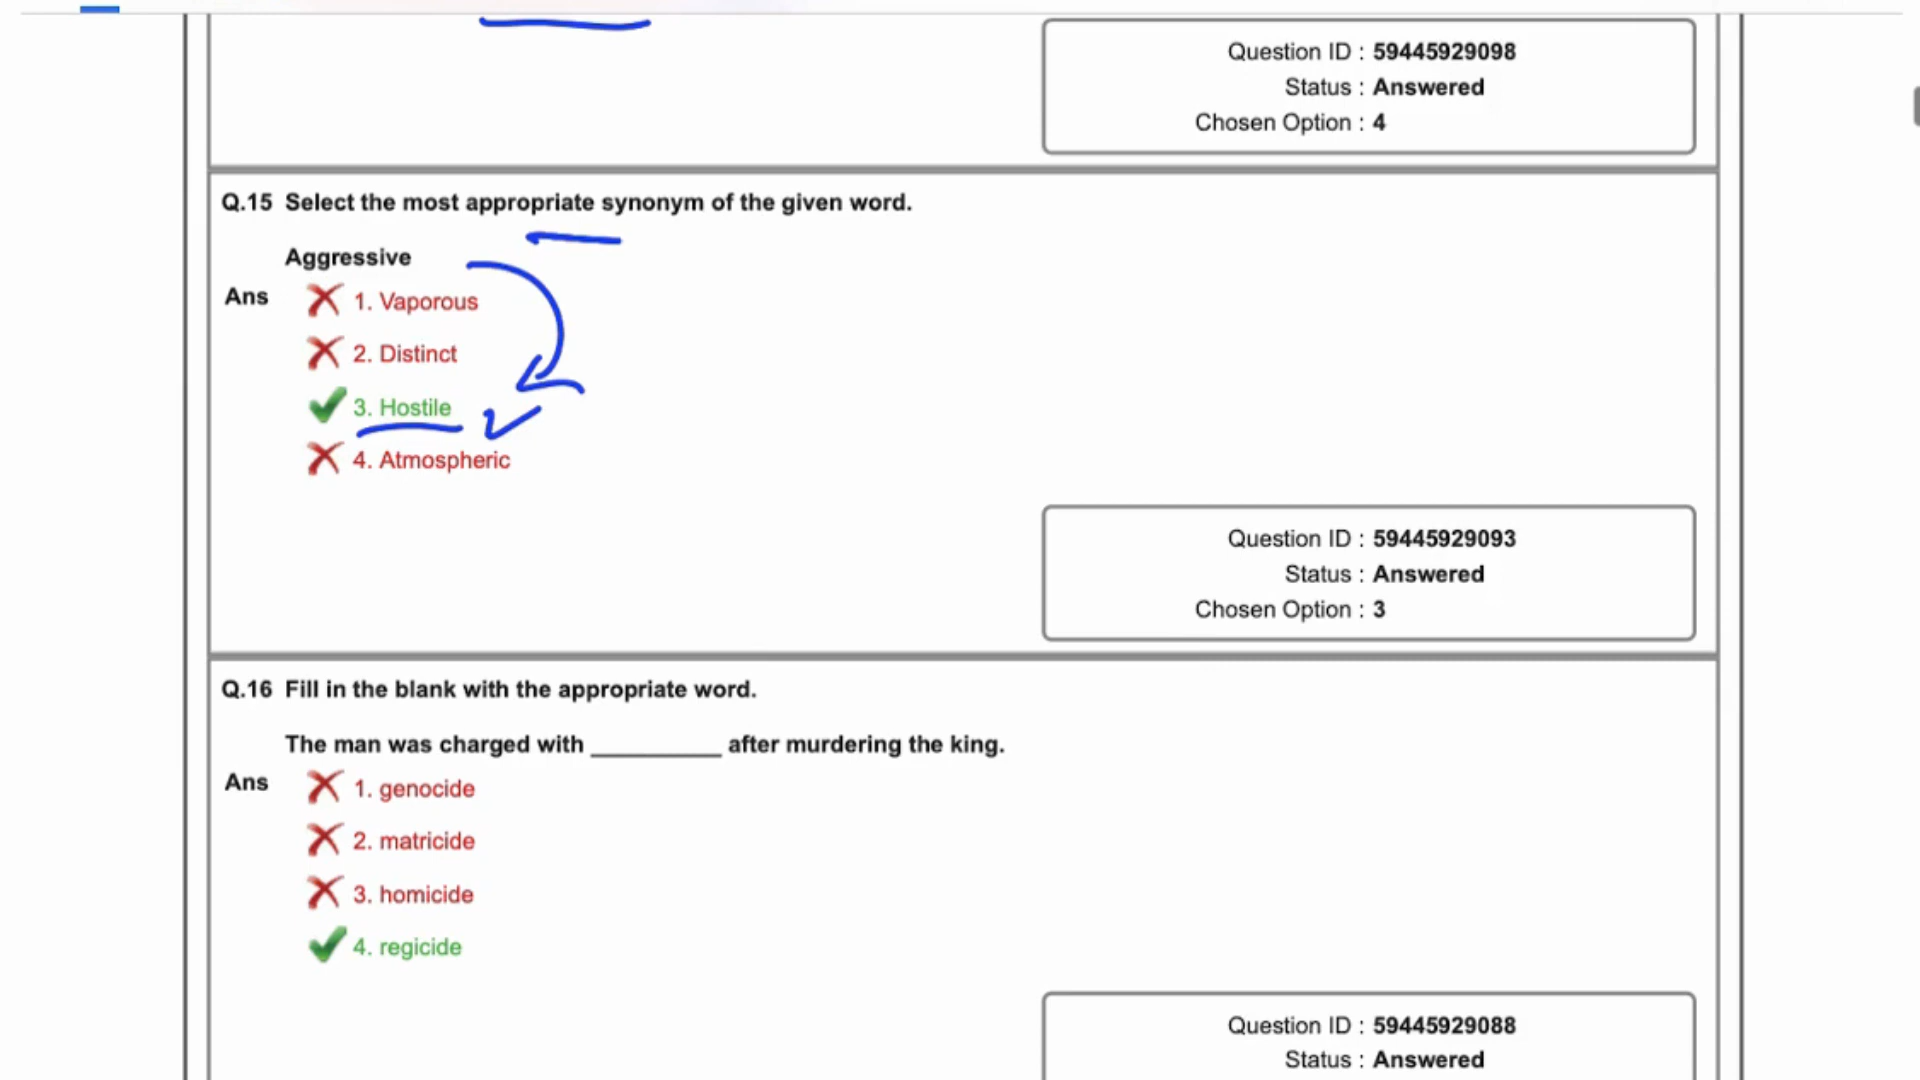 Question ID : 59445929098
Status : Answered
Chosen Option : 4
Q.15 Select the most appropriate synonym of the given word.
Aggressive
Ans 1. Vaporous
2. Distinct
3. Hostile
4. Atmospheric
Question ID : 59445929093
Status : Answered
Chosen Option : 3
Q.16 Fill in the blank with the appropriate word.
The man was charged with __________ after murdering the king.
Ans 1. genocide
2. matricide
3. homicide
4. regicide
Question ID : 59445929088
Status : Answered